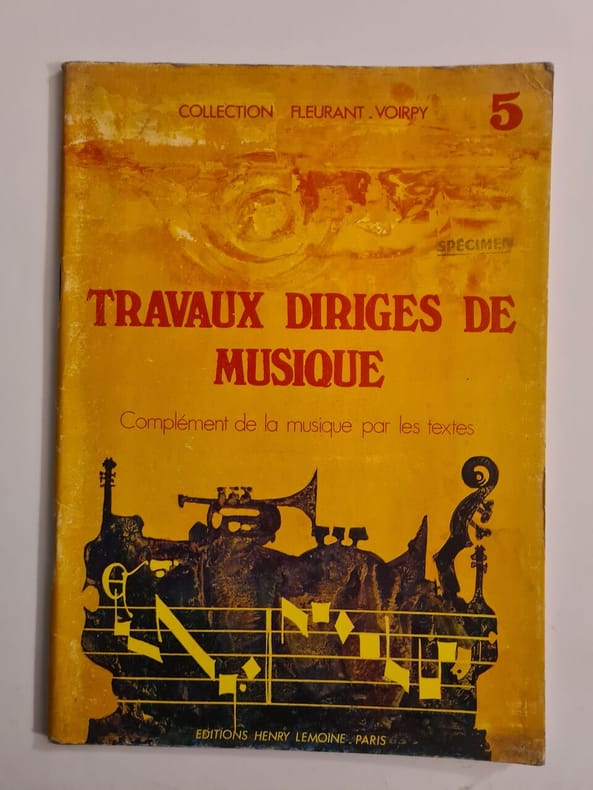 COLLECTION FLEURANT . VOIRPY
5
SPÉCIMEN
TRAVAUX DIRIGES DE
MUSIQUE
Complément de la musique par les textes
EDITIONS HENRY LEMOINE . PARIS